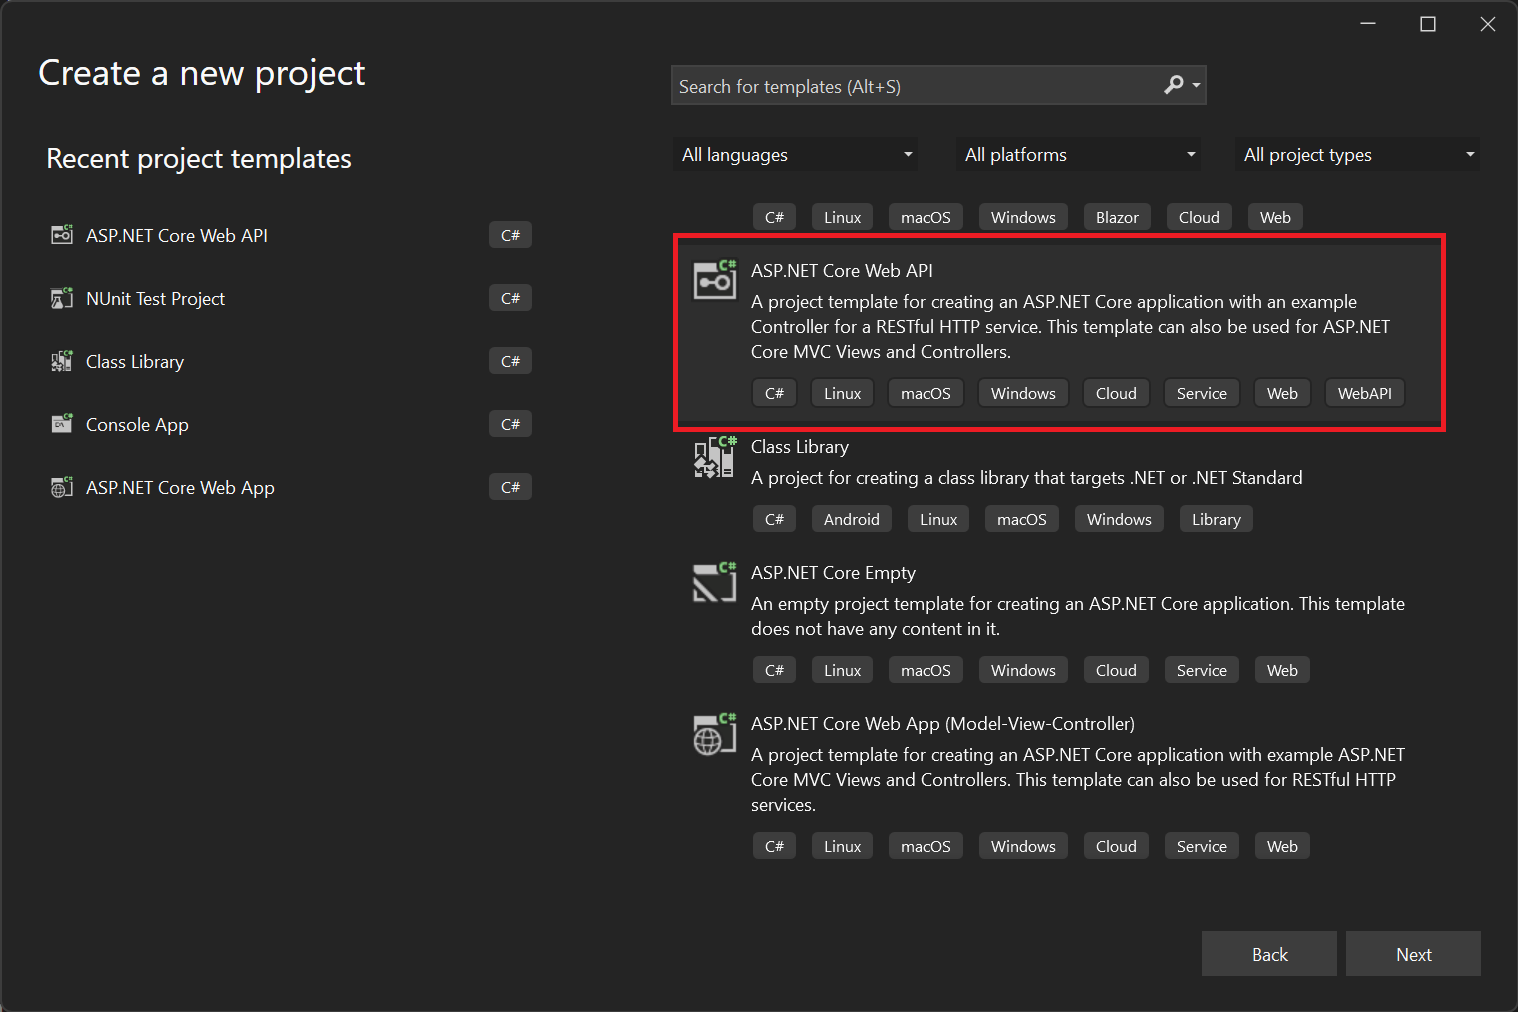 Create a new project
Search for templates (Alt+S)
Recent project templates
All languages
All platforms
All project types
ASP.NET Core Web API C#
NUnit Test Project C#
Class Library C#
Console App C#
ASP.NET Core Web App C#
C# Linux macOS Windows Blazor Cloud Web
ASP.NET Core Web API
A project template for creating an ASP.NET Core application with an example
Controller for a RESTful HTTP service. This template can also be used for ASP.NET
Core MVC Views and Controllers.
C# Linux macOS Windows Cloud Service Web WebAPI
Class Library
A project for creating a class library that targets .NET or .NET Standard
C# Android Linux macOS Windows Library
ASP.NET Core Empty
An empty project template for creating an ASP.NET Core application. This template
does not have any content in it.
C# Linux macOS Windows Cloud Service Web
ASP.NET Core Web App (Model-View-Controller)
A project template for creating an ASP.NET Core application with example ASP.NET
Core MVC Views and Controllers. This template can also be used for RESTful HTTP
services.
C# Linux macOS Windows Cloud Service Web
Back
Next